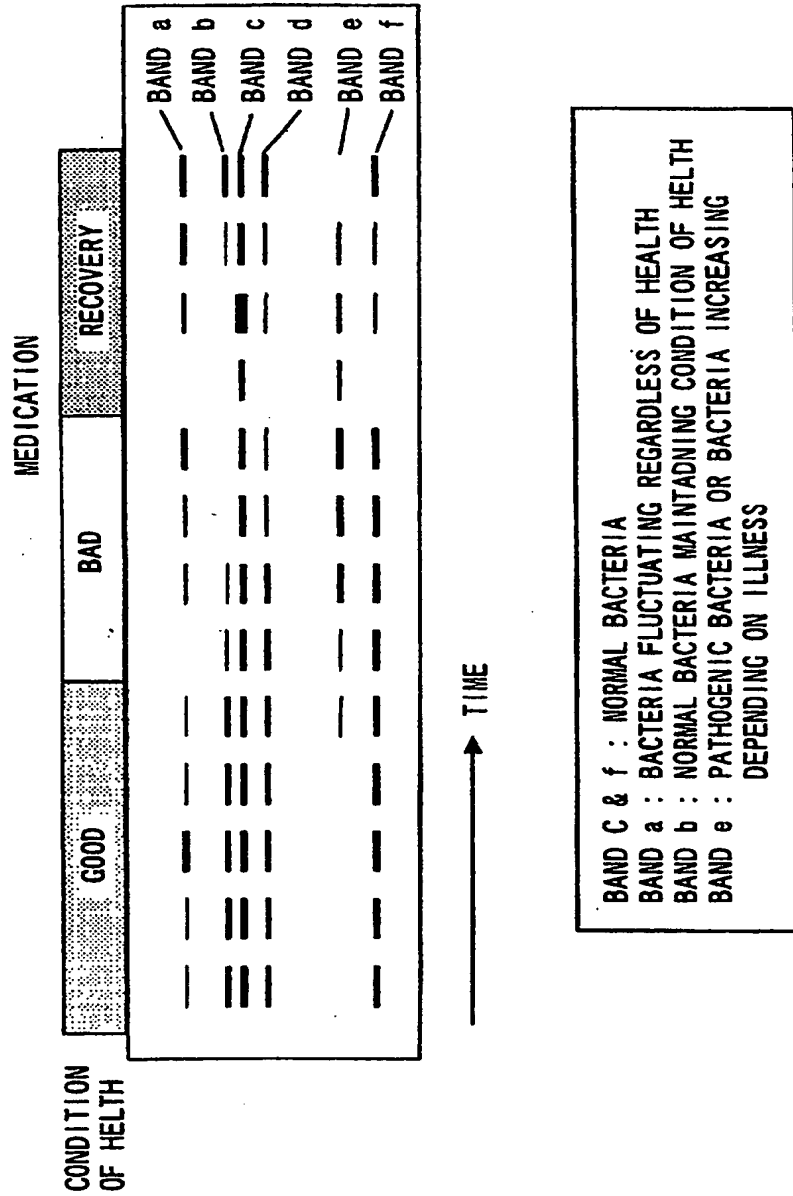 MEDICATION
CONDITION
OF HELTH
GOOD
BAD
RECOVERY
BAND a
BAND b
BAND c
BAND d
BAND e
BAND f
TIME
BAND C & f : NORMAL BACTERIA
BAND a : BACTERIA FLUCTUATING REGARDLESS OF HEALTH
BAND b : NORMAL BACTERIA MAINTADNING CONDITION OF HELTH
BAND e : PATHOGENIC BACTERIA OR BACTERIA INCREASING
DEPENDING ON ILLNESS